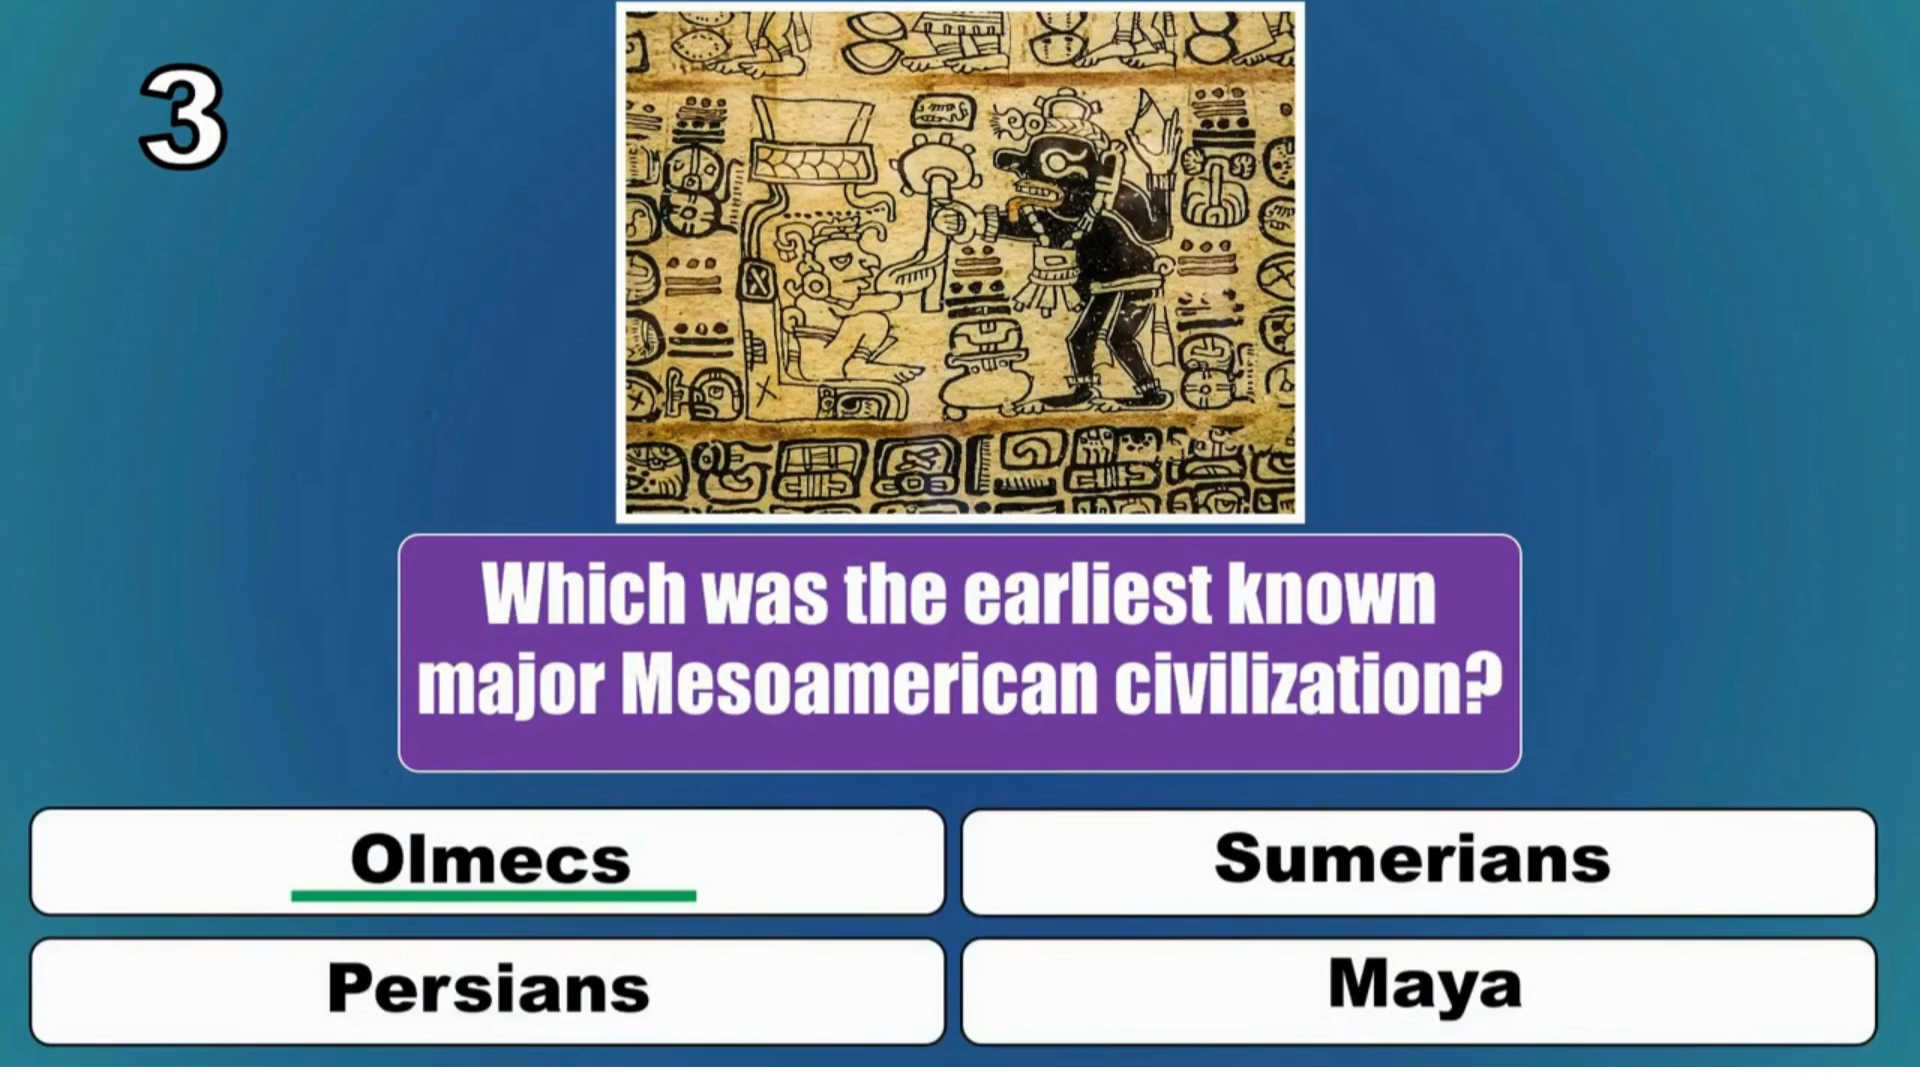 3
Which was the earliest known
major Mesoamerican civilization?
Olmecs
Sumerians
Persians
Maya